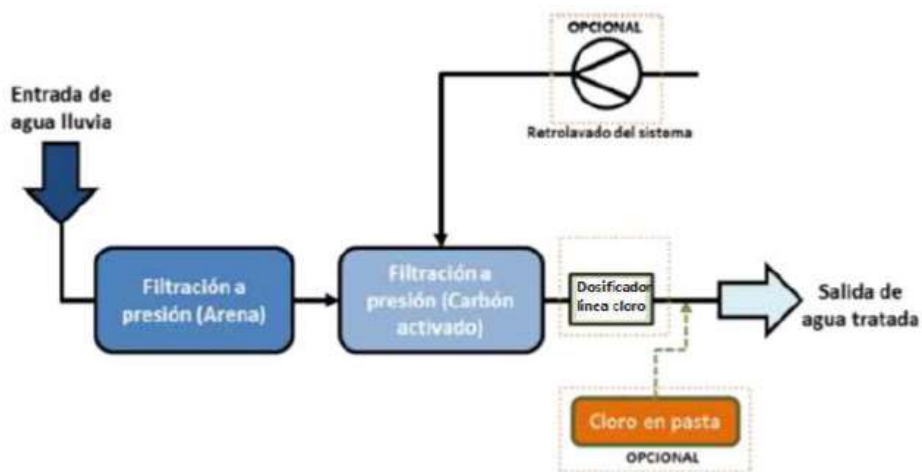 OPCIONAL
Retrolavado del sistema
Entrada de
agua lluvia
Filtración a
presión (Arena)
Filtración a
presión (Carbón
activado)
Dosificador
línea cloro
Salida de
agua tratada
Cloro en pasta
OPCIONAL